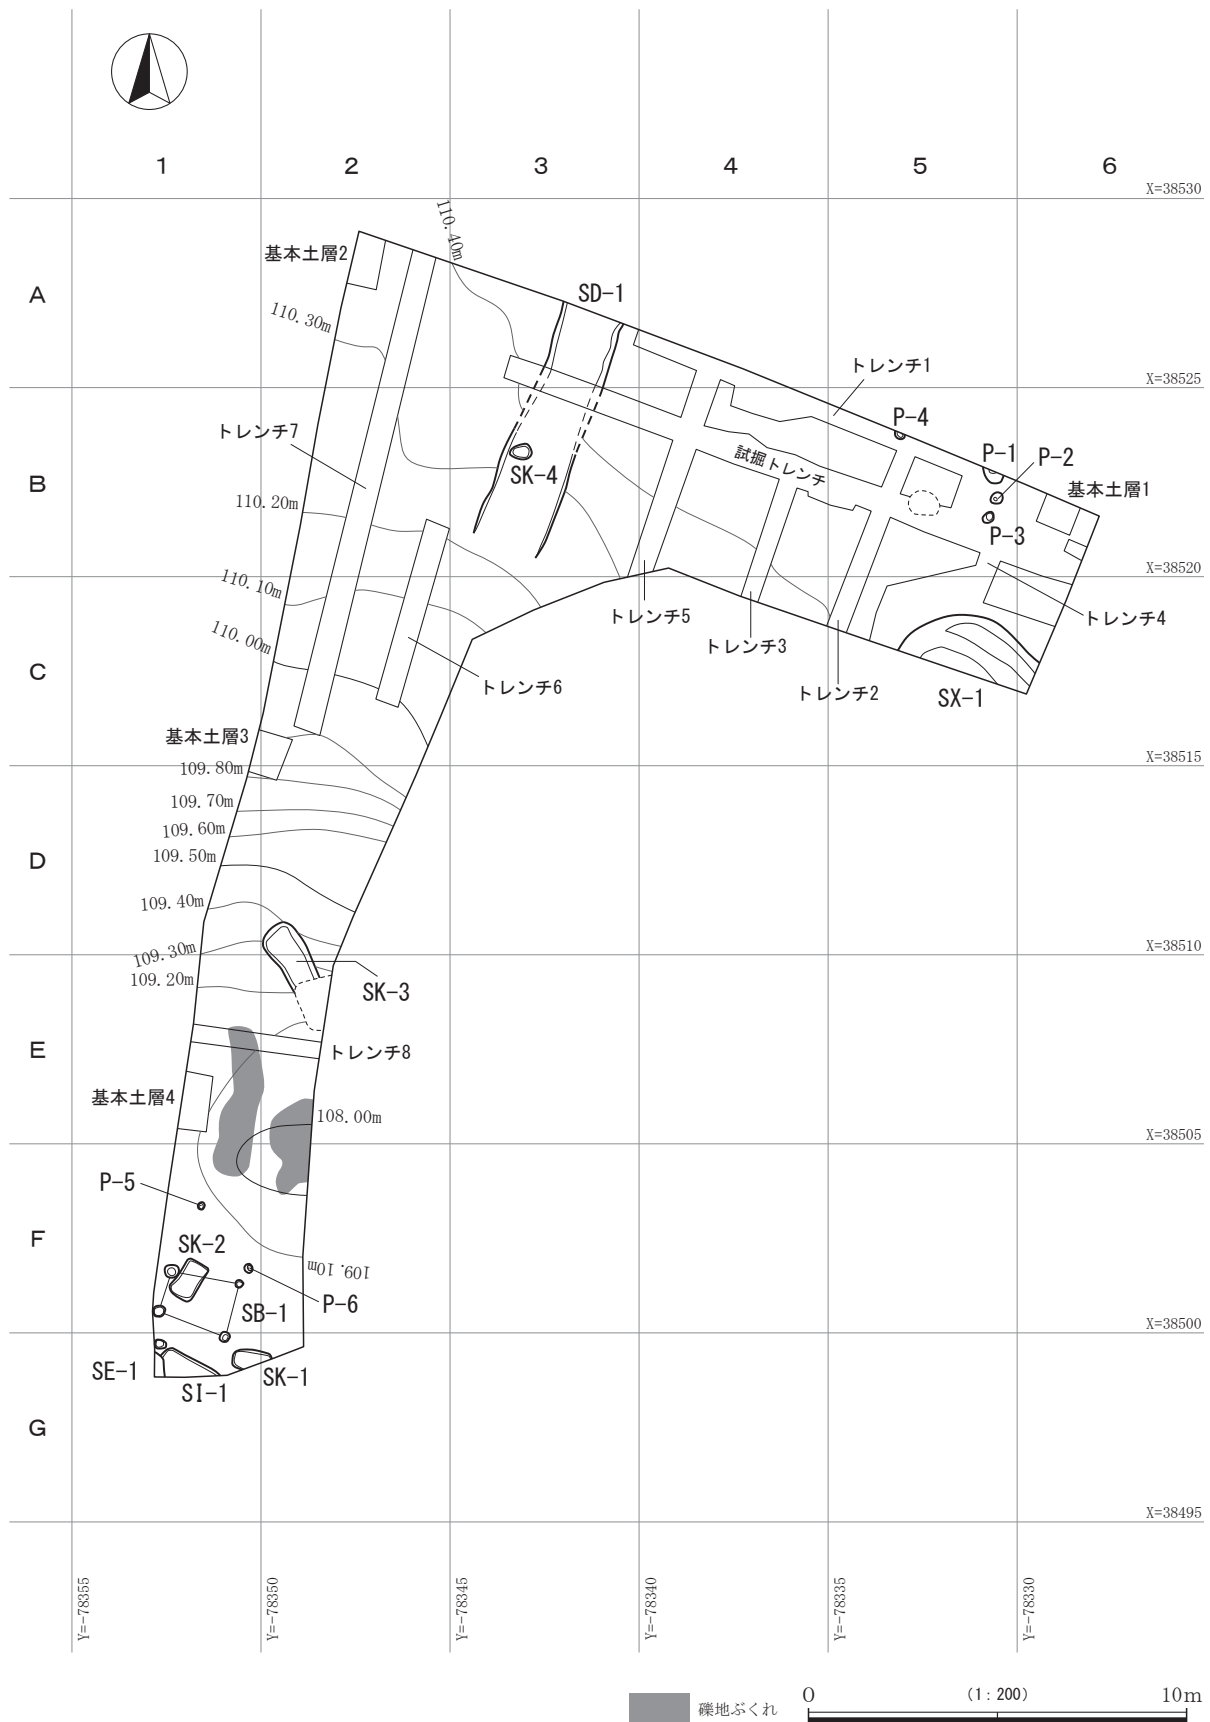 1 2 3 4 5 6
X=38530
110.40m
基本土層2
A
SD-1
110.30m
トレンチ1
X=38525
P-4
トレンチ7
P-1
P-2
試掘トレンチ
SK-4
B
基本土層1
110.20m
P-3
X=38520
110.10m
トレンチ5
トレンチ4
110.00m
トレンチ3
C
トレンチ6
トレンチ2
SX-1
基本土層3
X=38515
109.80m
109.70m
109.60m
109.50m
D
109.40m
109.30m
X=38510
109.20m
SK-3
E
トレンチ8
基本土層4
108.00m
X=38505
P-5
F
SK-2
109.10m
P-6
SB-1
X=38500
SE-1
SI-1
SK-1
G
X=38495
Y=-78355
Y=-78350
Y=-78345
Y=-78340
Y=-78335
Y=-78330
礫地ぶくれ
0 (1:200) 10m